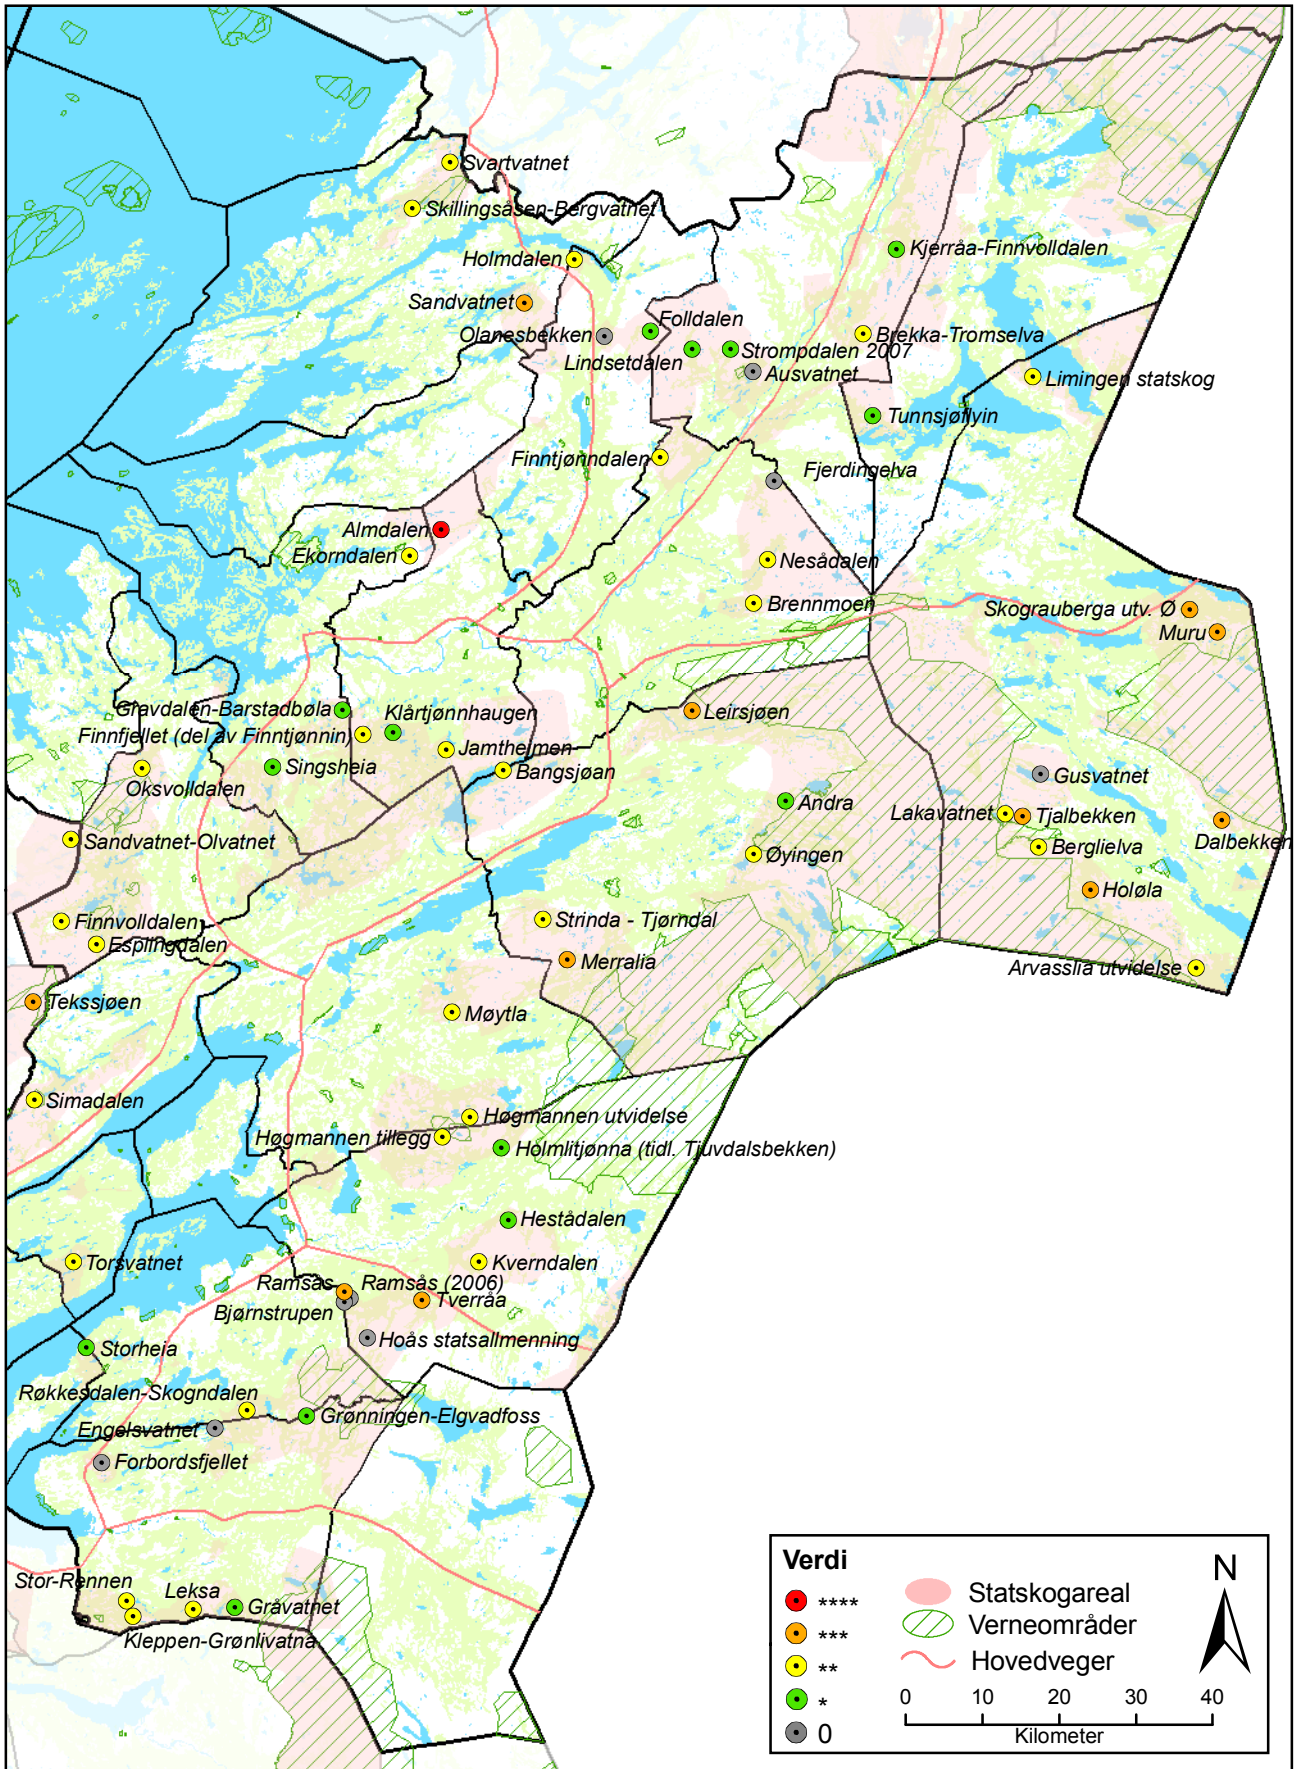 Svartvatnet
Skillingsåsen-Bergvatnet
Kjerråa-Finnvolldalen
Holmdalen
Sandvatnet
Folldalen
Olanesbekken
Brekka-Tromselva
Lindsetdalen
Strompdalen 2007
Ausvatnet
Limingen statskog
Tunnsjøflyin
Finntjønndalen
Fjerdingelva
Almdalen
Ekorndalen
Nesådalen
Brennmoen
Skograuberga utv. Ø
Muru
Gravdalen-Barstadbøla
Klårtjønnhaugen
Leirsjøen
Finnfjellet (del av Finntjønnin)
Jamtheimen
Singsheia
Bangsjøan
Oksvolldalen
Gusvatnet
Andra
Lakavatnet
Tjalbekken
Dalbekken
Sandvatnet-Olvatnet
Berglielva
Øyingen
Holøla
Finnvolldalen
Strinda - Tjørndal
Esplingdalen
Merralia
Arvasslia utvidelse
Tekssjøen
Møytla
Simadalen
Høgmannen utvidelse
Høgmannen tillegg
Holmlitjønna (tidl. Tjuvdalsbekken)
Hestådalen
Torsvatnet
Kverndalen
Ramsås
Ramsås (2006)
Bjørnstrupen
Tverråa
Hoås statsallmenning
Storheia
Røkkesdalen-Skogndalen
Grønningen-Elgvadfoss
Engelsvatnet
Forbordsfjellet
Stor-Rennen
Leksa
Gråvatnet
Kleppen-Grønlivatna
Verdi
****
***
**
*
0
Statskogareal
Verneområder
Hovedveger
N
0 10 20 30 40
Kilometer